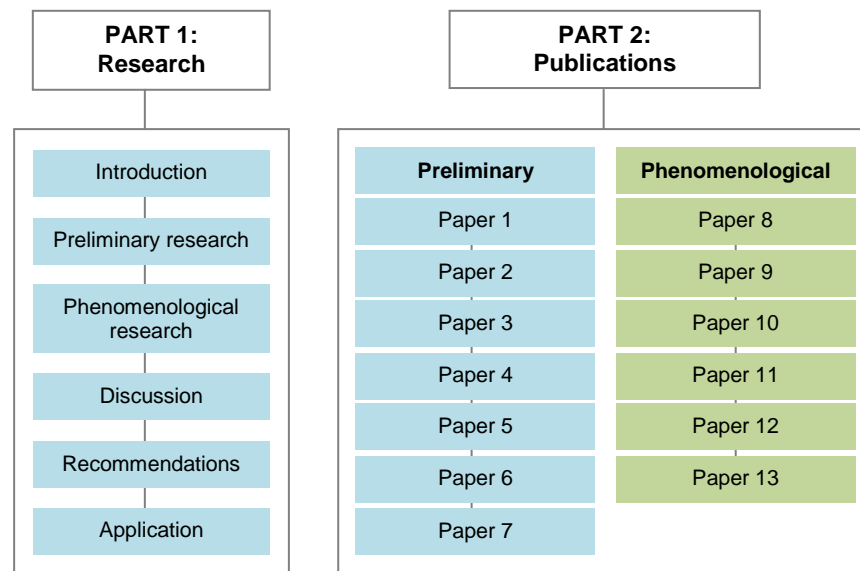 PART 1:
Research
Introduction
Preliminary research
Phenomenological
research
Discussion
Recommendations
Application
PART 2:
Publications
Preliminary
Paper 1
Paper 2
Paper 3
Paper 4
Paper 5
Paper 6
Paper 7
Phenomenological
Paper 8
Paper 9
Paper 10
Paper 11
Paper 12
Paper 13